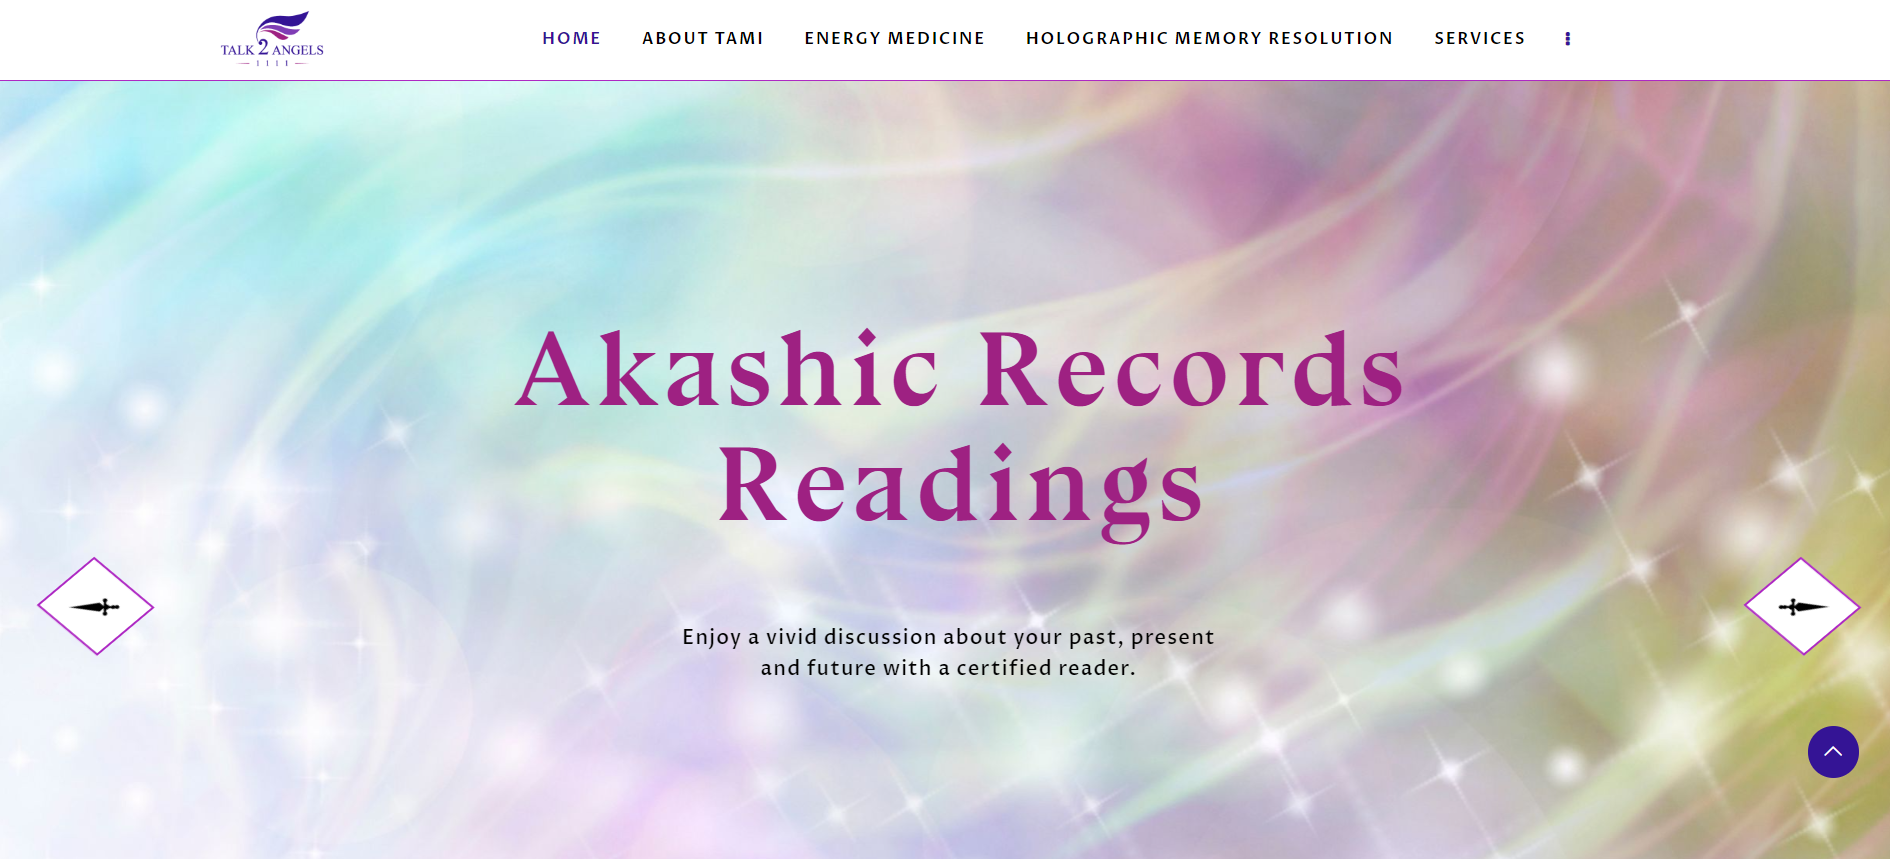 TALK 2 ANGELS
HOME
ABOUT TAMI
ENERGY MEDICINE
HOLOGRAPHIC MEMORY RESOLUTION
SERVICES
Akashic Records
Readings
Enjoy a vivid discussion about your past, present
and future with a certified reader.